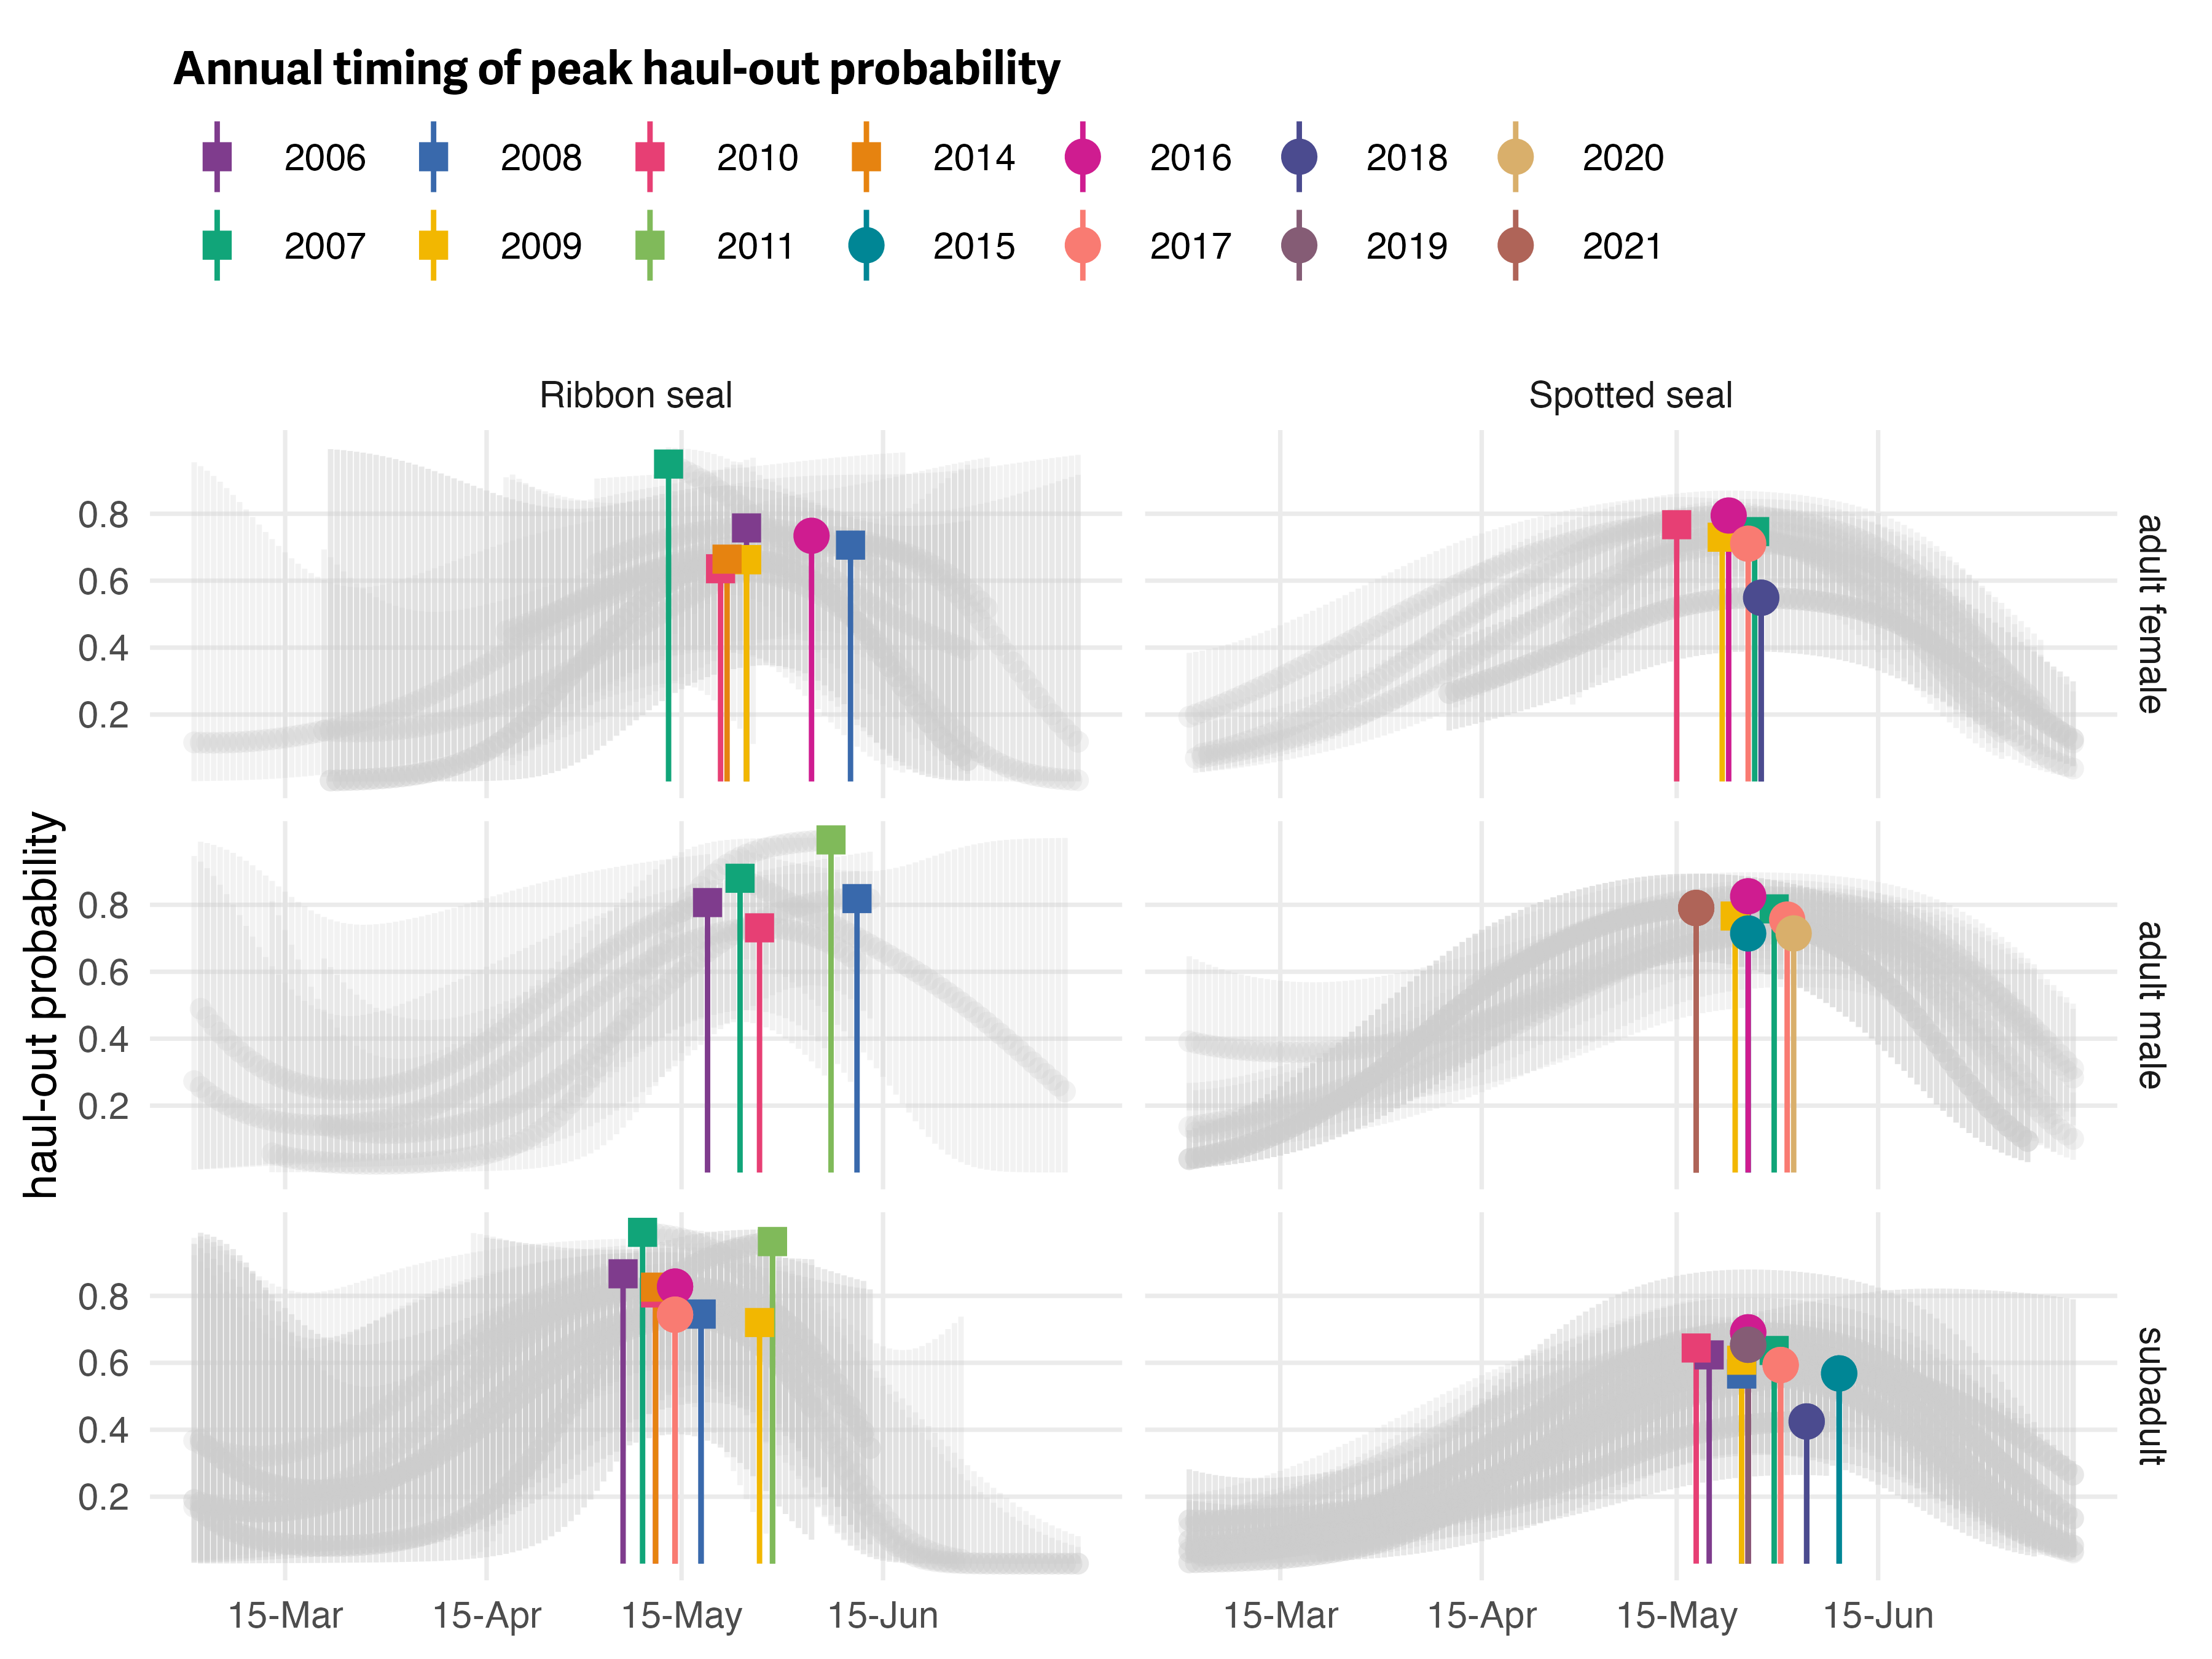 Annual timing of peak haul-out probability
2006 2008 2010 2014 2016 2018 2020
2007 2009 2011 2015 2017 2019 2021
Ribbon seal Spotted seal
haul-out probability
0.8
0.6
0.4
0.2
adult female
0.8
0.6
0.4
0.2
adult male
0.8
0.6
0.4
0.2
subadult
15-Mar 15-Apr 15-May 15-Jun 15-Mar 15-Apr 15-May 15-Jun